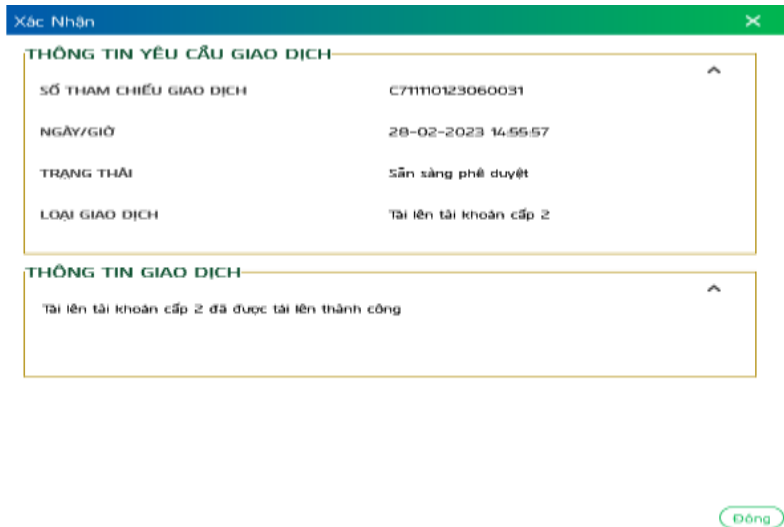 Xác Nhận
THÔNG TIN YÊU CẦU GIAO DỊCH
SỐ THAM CHIẾU GIAO DỊCH C711110123060031
NGÀY/GIỜ 28-02-2023 14:55:57
TRẠNG THÁI Sẵn sàng phê duyệt
LOẠI GIAO DỊCH Tải lên tài khoản cấp 2
THÔNG TIN GIAO DỊCH
Tải lên tài khoản cấp 2 đã được tải lên thành công
Đóng